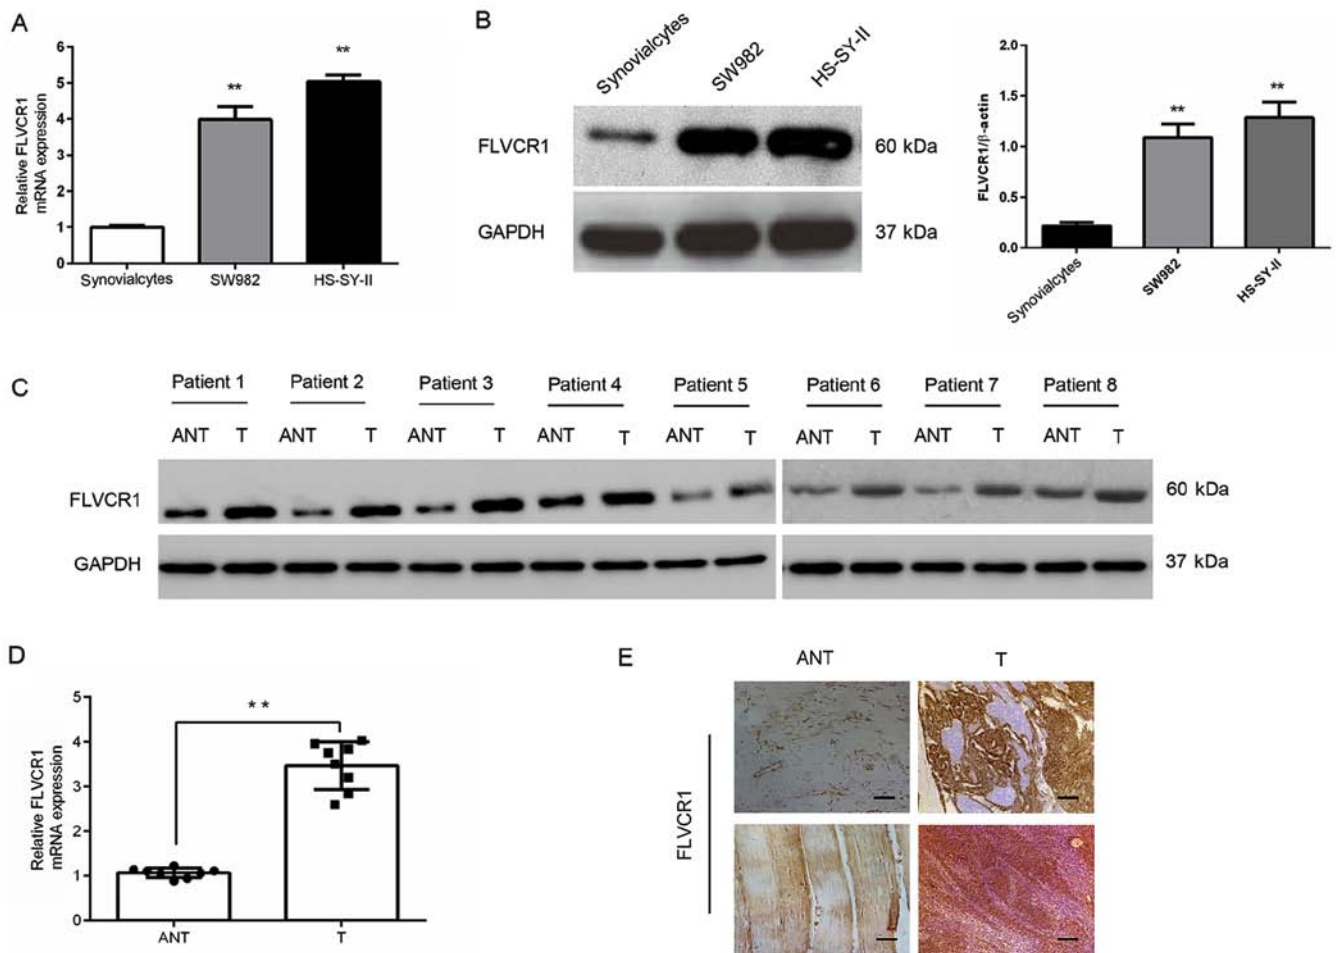 A
Relative FLVCR1
mRNA expression
6
5
4
3
2
1
0
**
**
Synovialcytes
SW982
HS-SY-II
B
Synovialcytes
SW982
HS-SY-II
FLVCR1
60 kDa
GAPDH
37 kDa
FLVCR1/β-actin
2.0
1.5
1.0
0.5
0.0
**
**
Synovialcytes
SW982
HS-SY-II
C
Patient 1 Patient 2 Patient 3 Patient 4 Patient 5 Patient 6 Patient 7 Patient 8
ANT T ANT T ANT T ANT T ANT T ANT T ANT T ANT T
FLVCR1
60 kDa
GAPDH
37 kDa
D
Relative FLVCR1
mRNA expression
5
4
3
2
1
0
**
ANT
T
E
ANT
T
FLVCR1